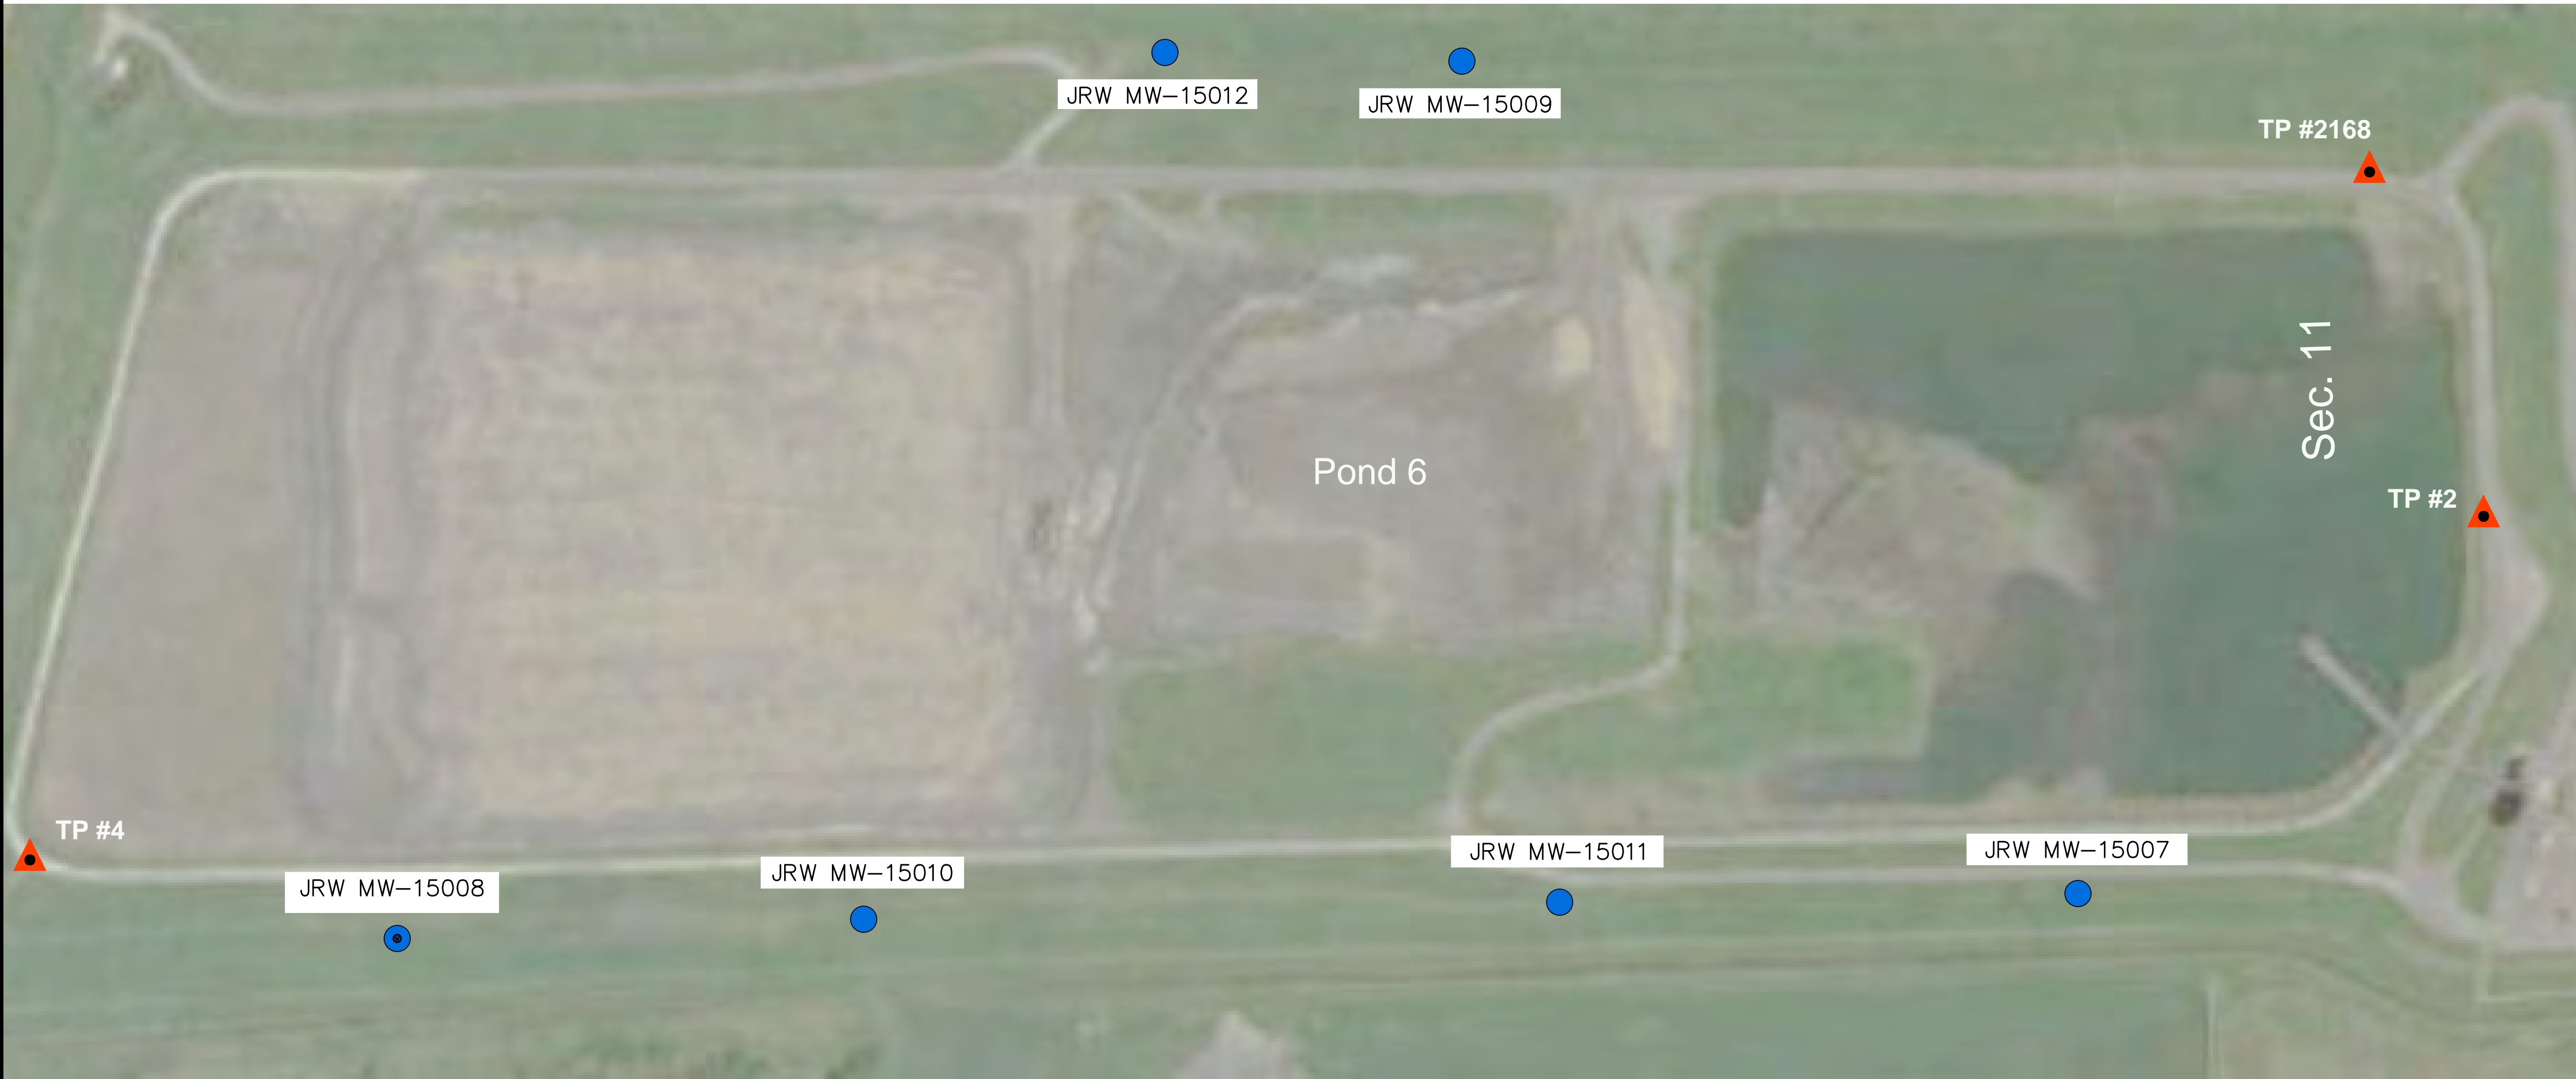 JRW MW-15012
JRW MW-15009
TP #2168
Sec. 11
Pond 6
TP #2
TP #4
JRW MW-15008
JRW MW-15010
JRW MW-15011
JRW MW-15007